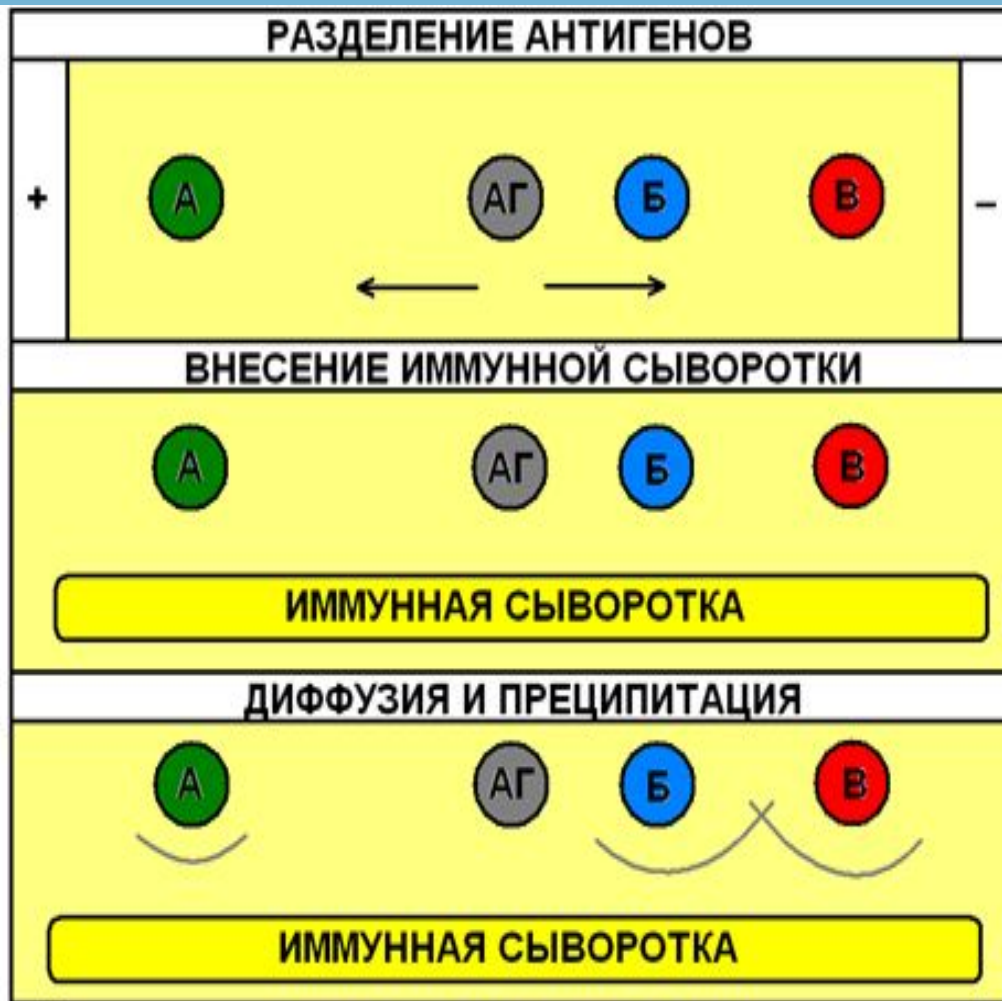 РАЗДЕЛЕНИЕ АНТИГЕНОВ
+ А АГ Б В –
ВНЕСЕНИЕ ИММУННОЙ СЫВОРОТКИ
А АГ Б В
ИММУННАЯ СЫВОРОТКА
ДИФФУЗИЯ И ПРЕЦИПИТАЦИЯ
А АГ Б В
ИММУННАЯ СЫВОРОТКА